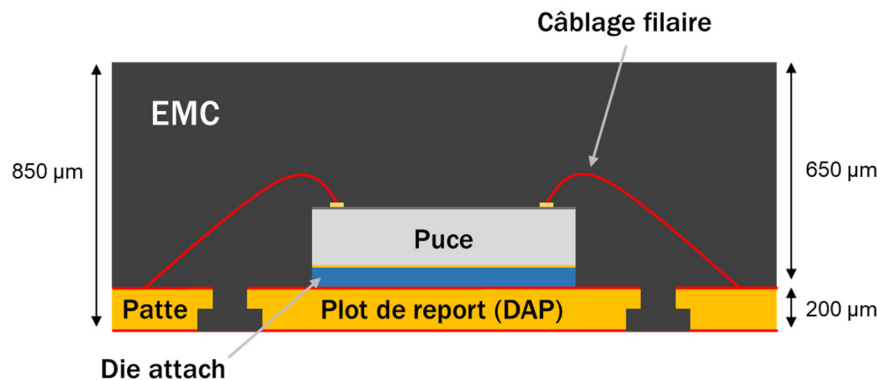 Câblage filaire
EMC
850 µm
650 µm
Puce
Patte
Plot de report (DAP)
200 µm
Die attach